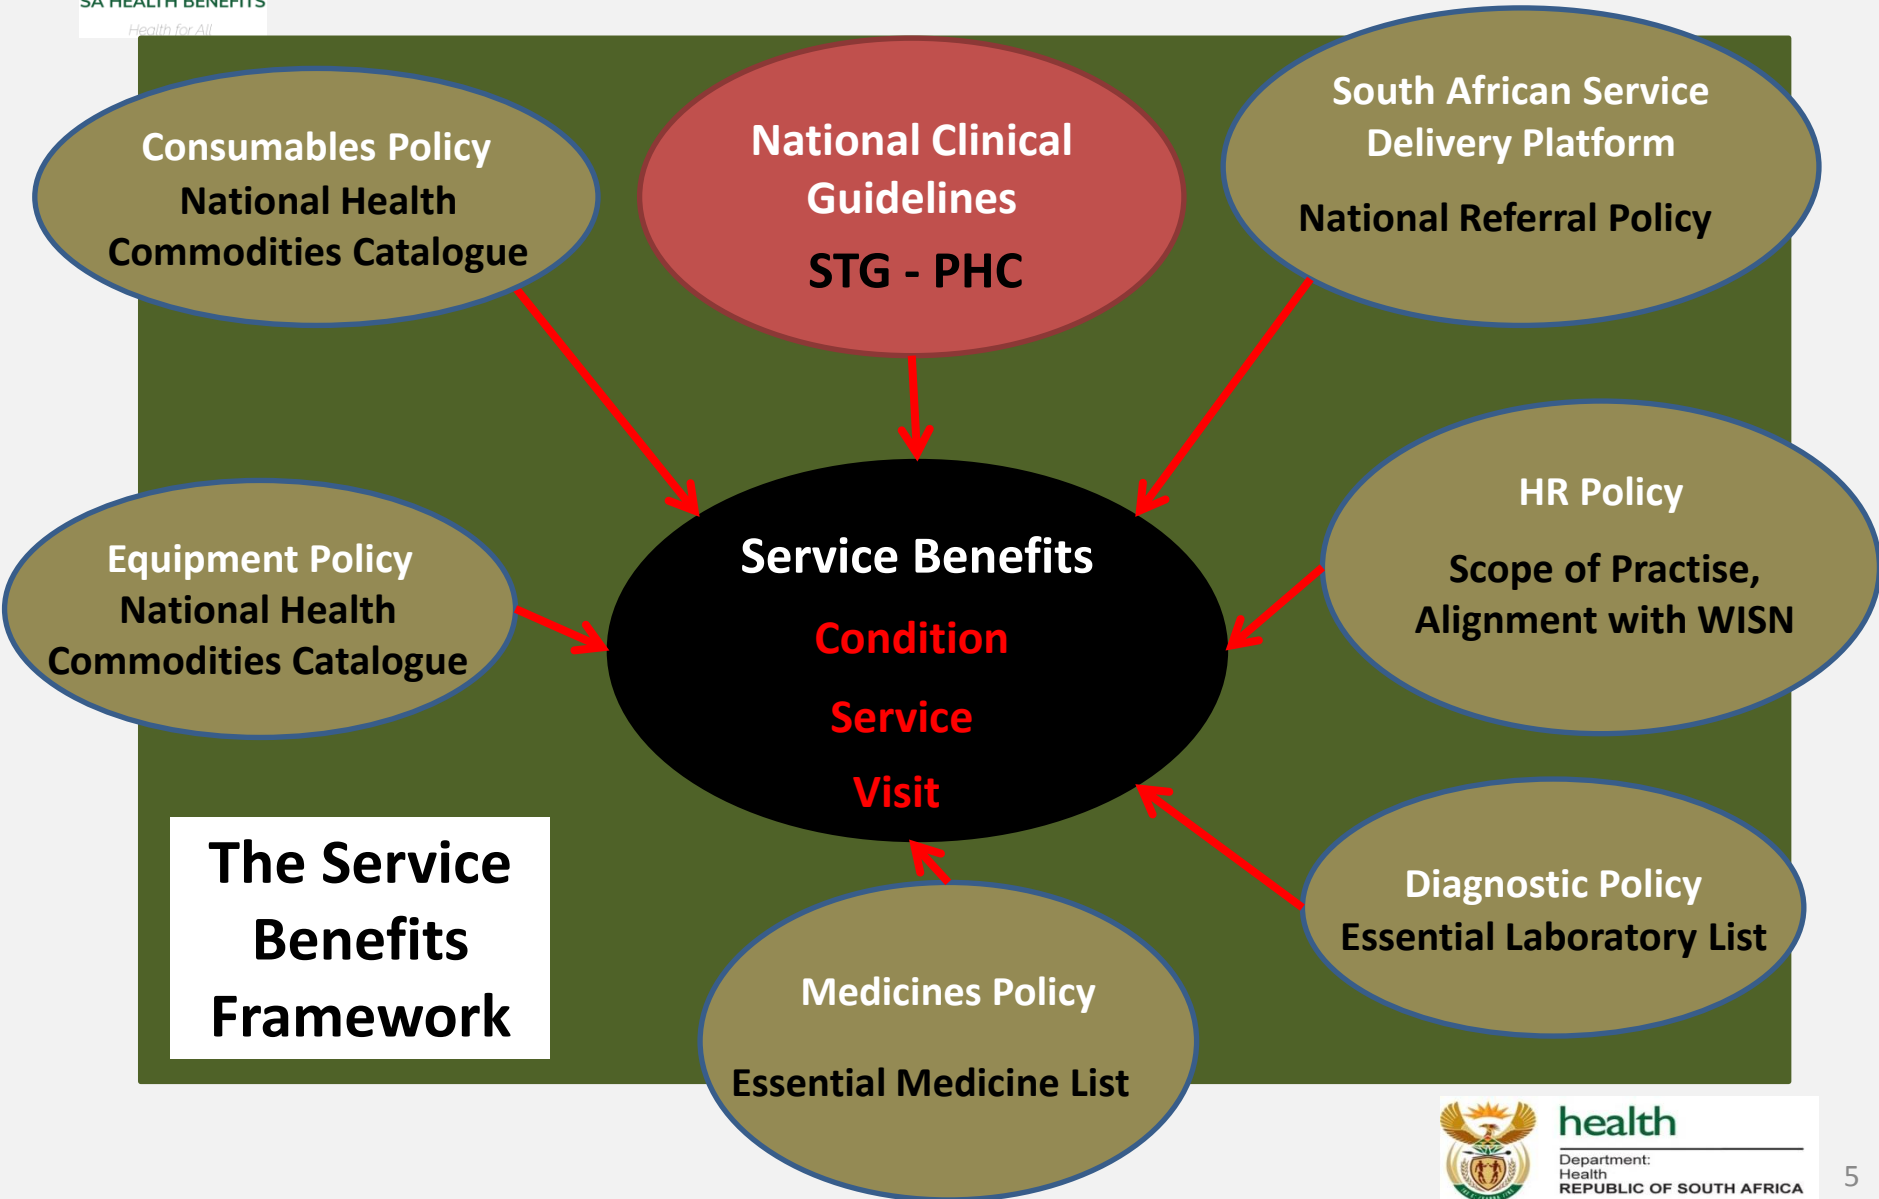 SA HEALTH BENEFITS
Health for All
Consumables Policy
National Health
Commodities Catalogue
National Clinical
Guidelines
STG - PHC
South African Service
Delivery Platform
National Referral Policy
Equipment Policy
National Health
Commodities Catalogue
Service Benefits
Condition
Service
Visit
HR Policy
Scope of Practise,
Alignment with WISN
The Service
Benefits
Framework
Medicines Policy
Essential Medicine List
Diagnostic Policy
Essential Laboratory List
health
Department:
Health
REPUBLIC OF SOUTH AFRICA
5